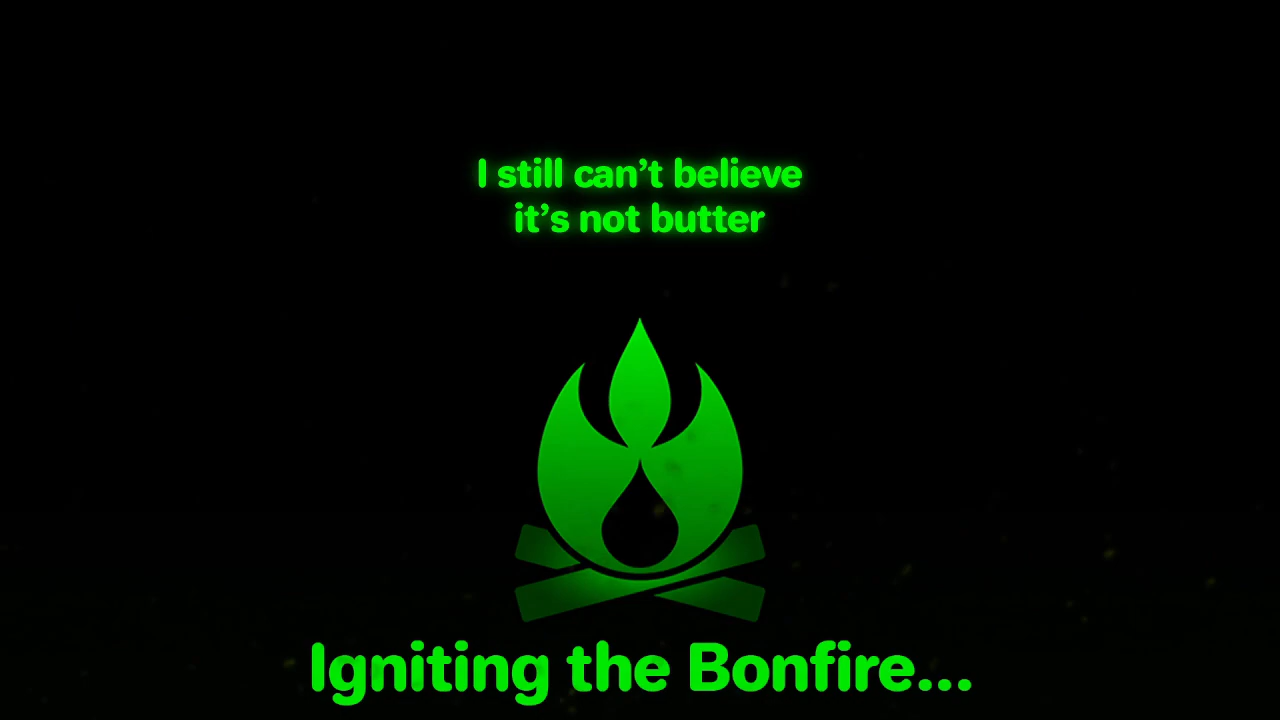 I still can’t believe
it’s not butter
Igniting the Bonfire...